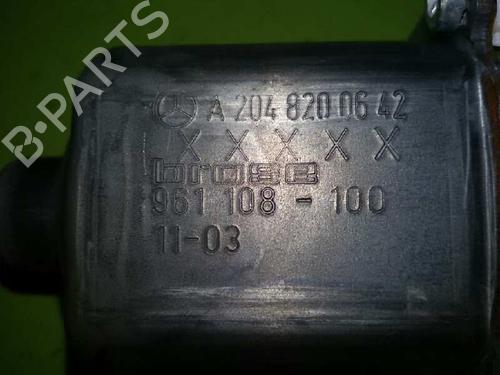 A 204 820 06 42
X X X X X
brose
961 108 - 100
11-03
B-PARTS